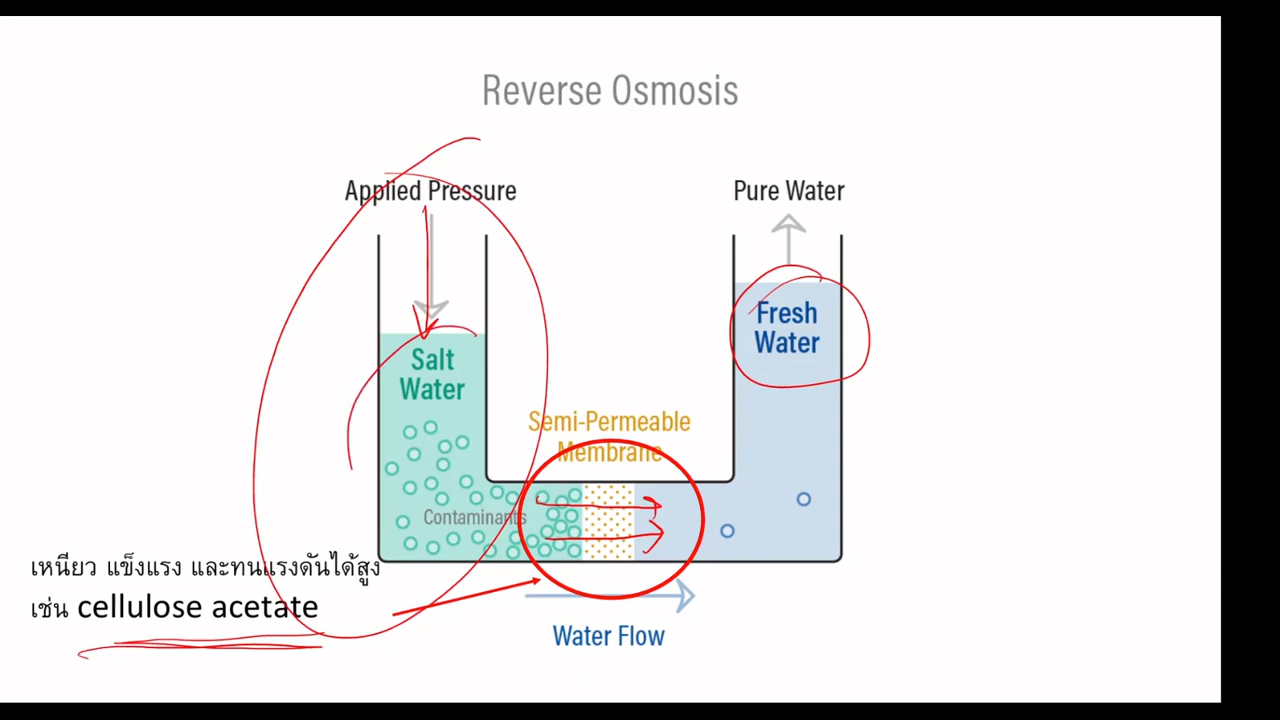 Reverse Osmosis
Applied Pressure
Pure Water
Salt
Water
Fresh
Water
Semi-Permeable
Membrane
Contaminants
เหนียว แข็งแรง และทนแรงดันได้สูง
เช่น cellulose acetate
Water Flow